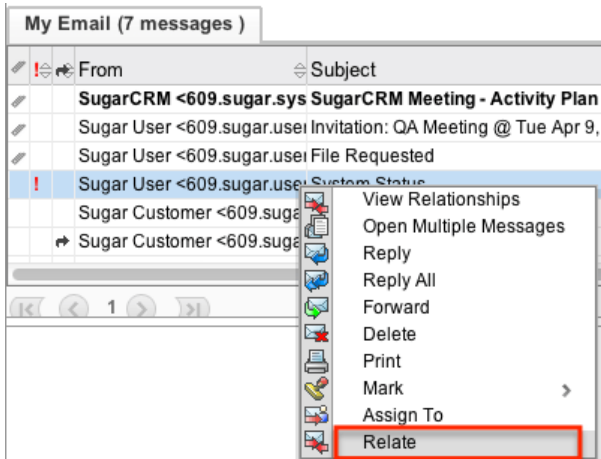 My Email (7 messages )
! From Subject
SugarCRM <609.sugar.sys SugarCRM Meeting - Activity Plan
Sugar User <609.sugar.user Invitation: QA Meeting @ Tue Apr 9,
Sugar User <609.sugar.user File Requested
! Sugar User <609.sugar.use System Status
Sugar Customer <609.suga
Sugar Customer <609.suga
1
View Relationships
Open Multiple Messages
Reply
Reply All
Forward
Delete
Print
Mark
Assign To
Relate